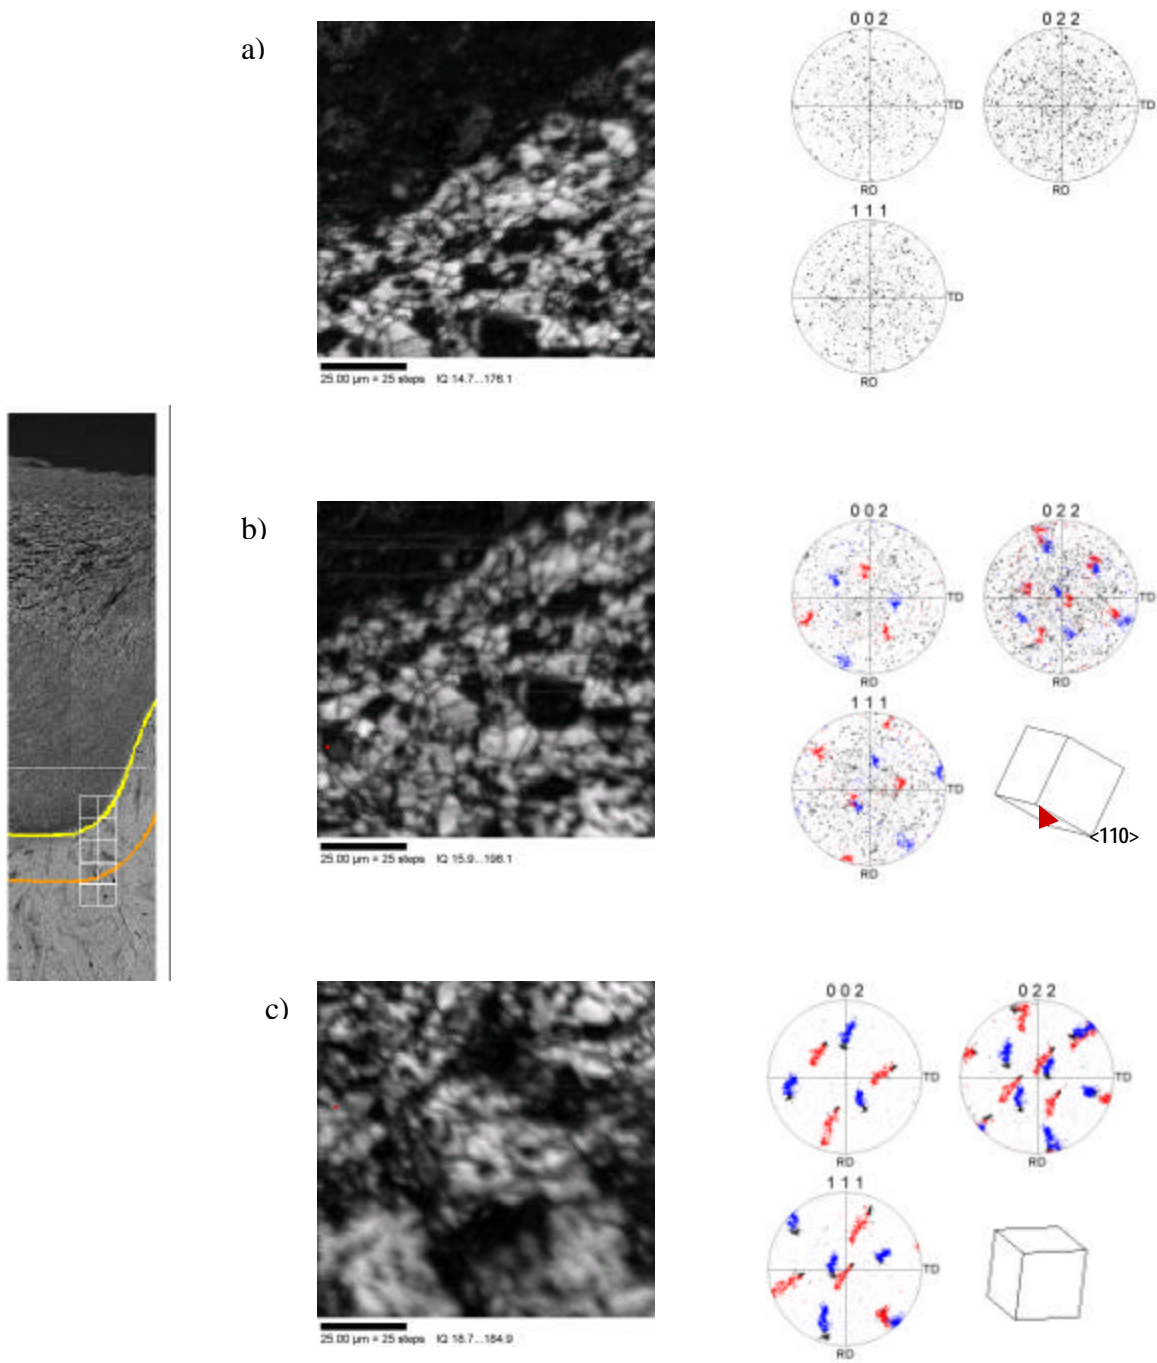 a)
0 0 2
0 2 2
TD
TD
RD
RD
1 1 1
TD
RD
25.00 µm = 25 steps IQ 14.7...176.1
b)
0 0 2
0 2 2
TD
TD
RD
RD
1 1 1
TD
<110>
RD
25.00 µm = 25 steps IQ 15.9...198.1
c)
0 0 2
0 2 2
TD
TD
RD
RD
1 1 1
TD
RD
25.00 µm = 25 steps IQ 18.7...184.9